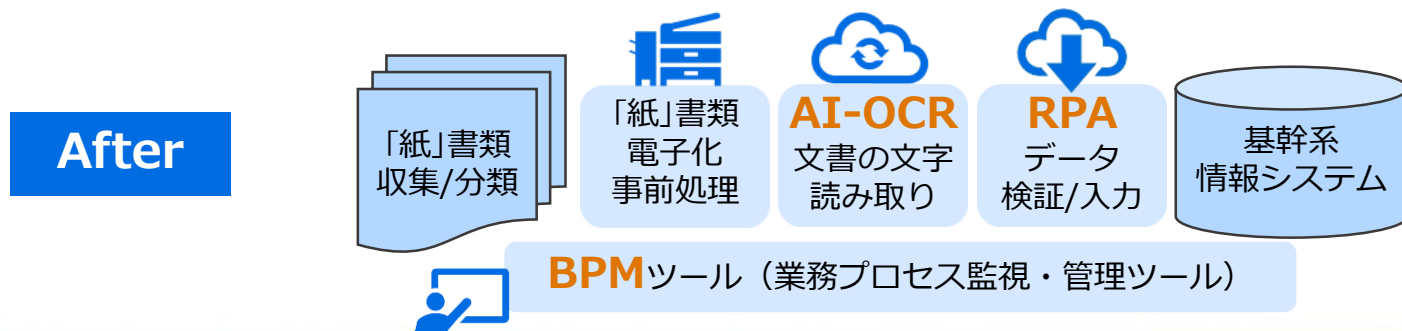 After
「紙」書類
収集/分類
「紙」書類
電子化
事前処理
AI-OCR
文書の文字
読み取り
RPA
データ
検証/入力
基幹系
情報システム
BPMツール（業務プロセス監視・管理ツール）